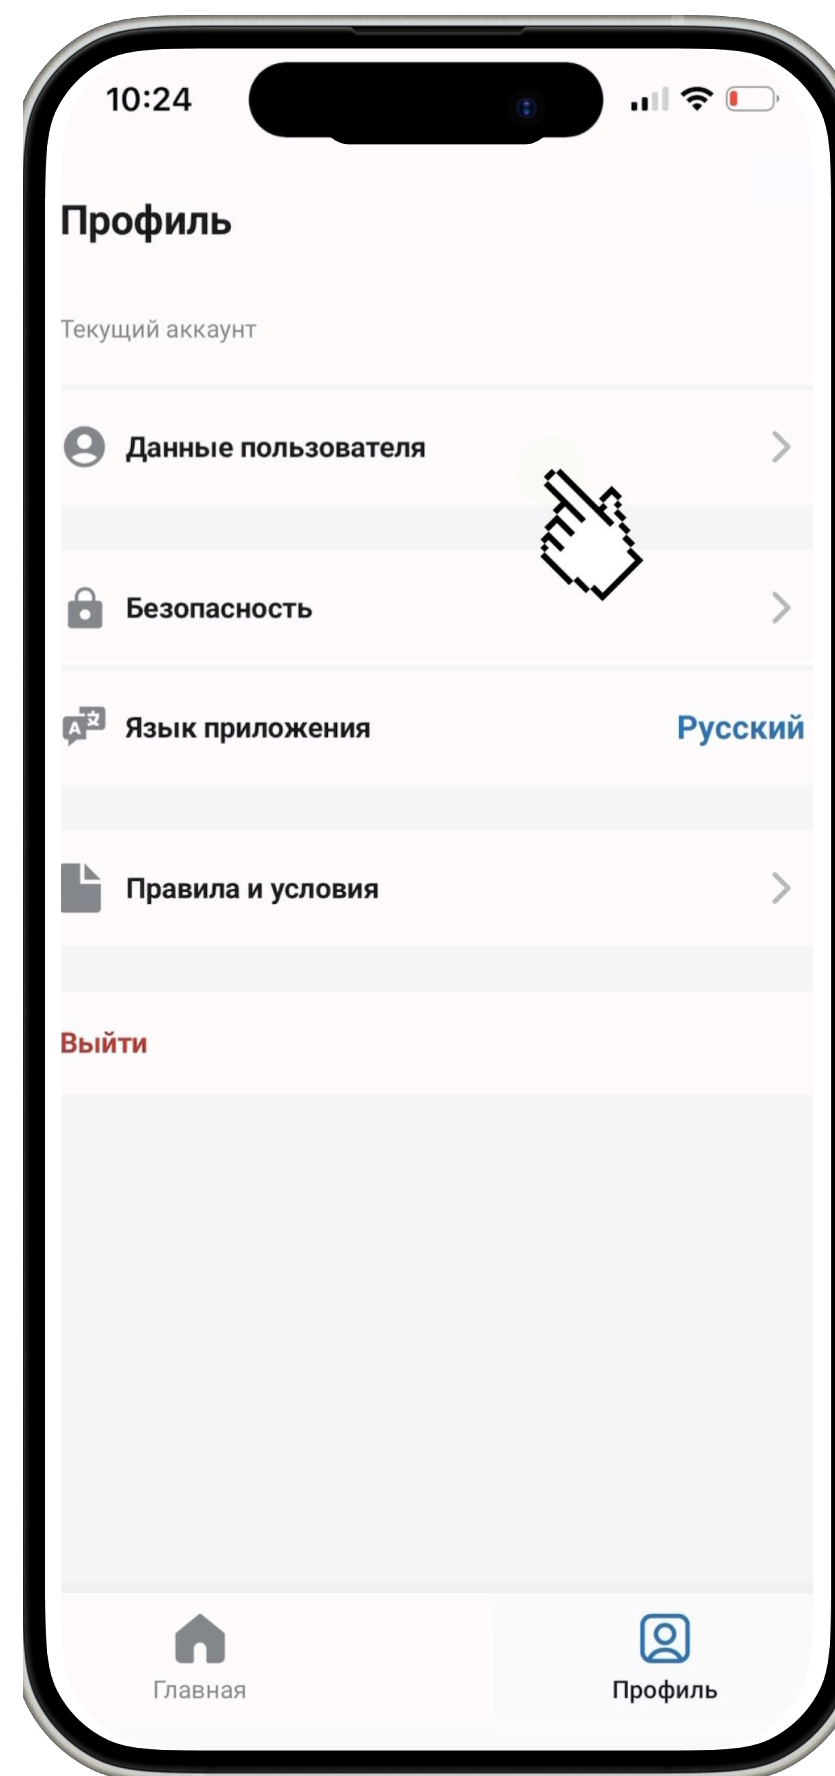 10:24
Профиль
Текущий аккаунт
Данные пользователя
Безопасность
Язык приложения Русский
Правила и условия
Выйти
Главная Профиль